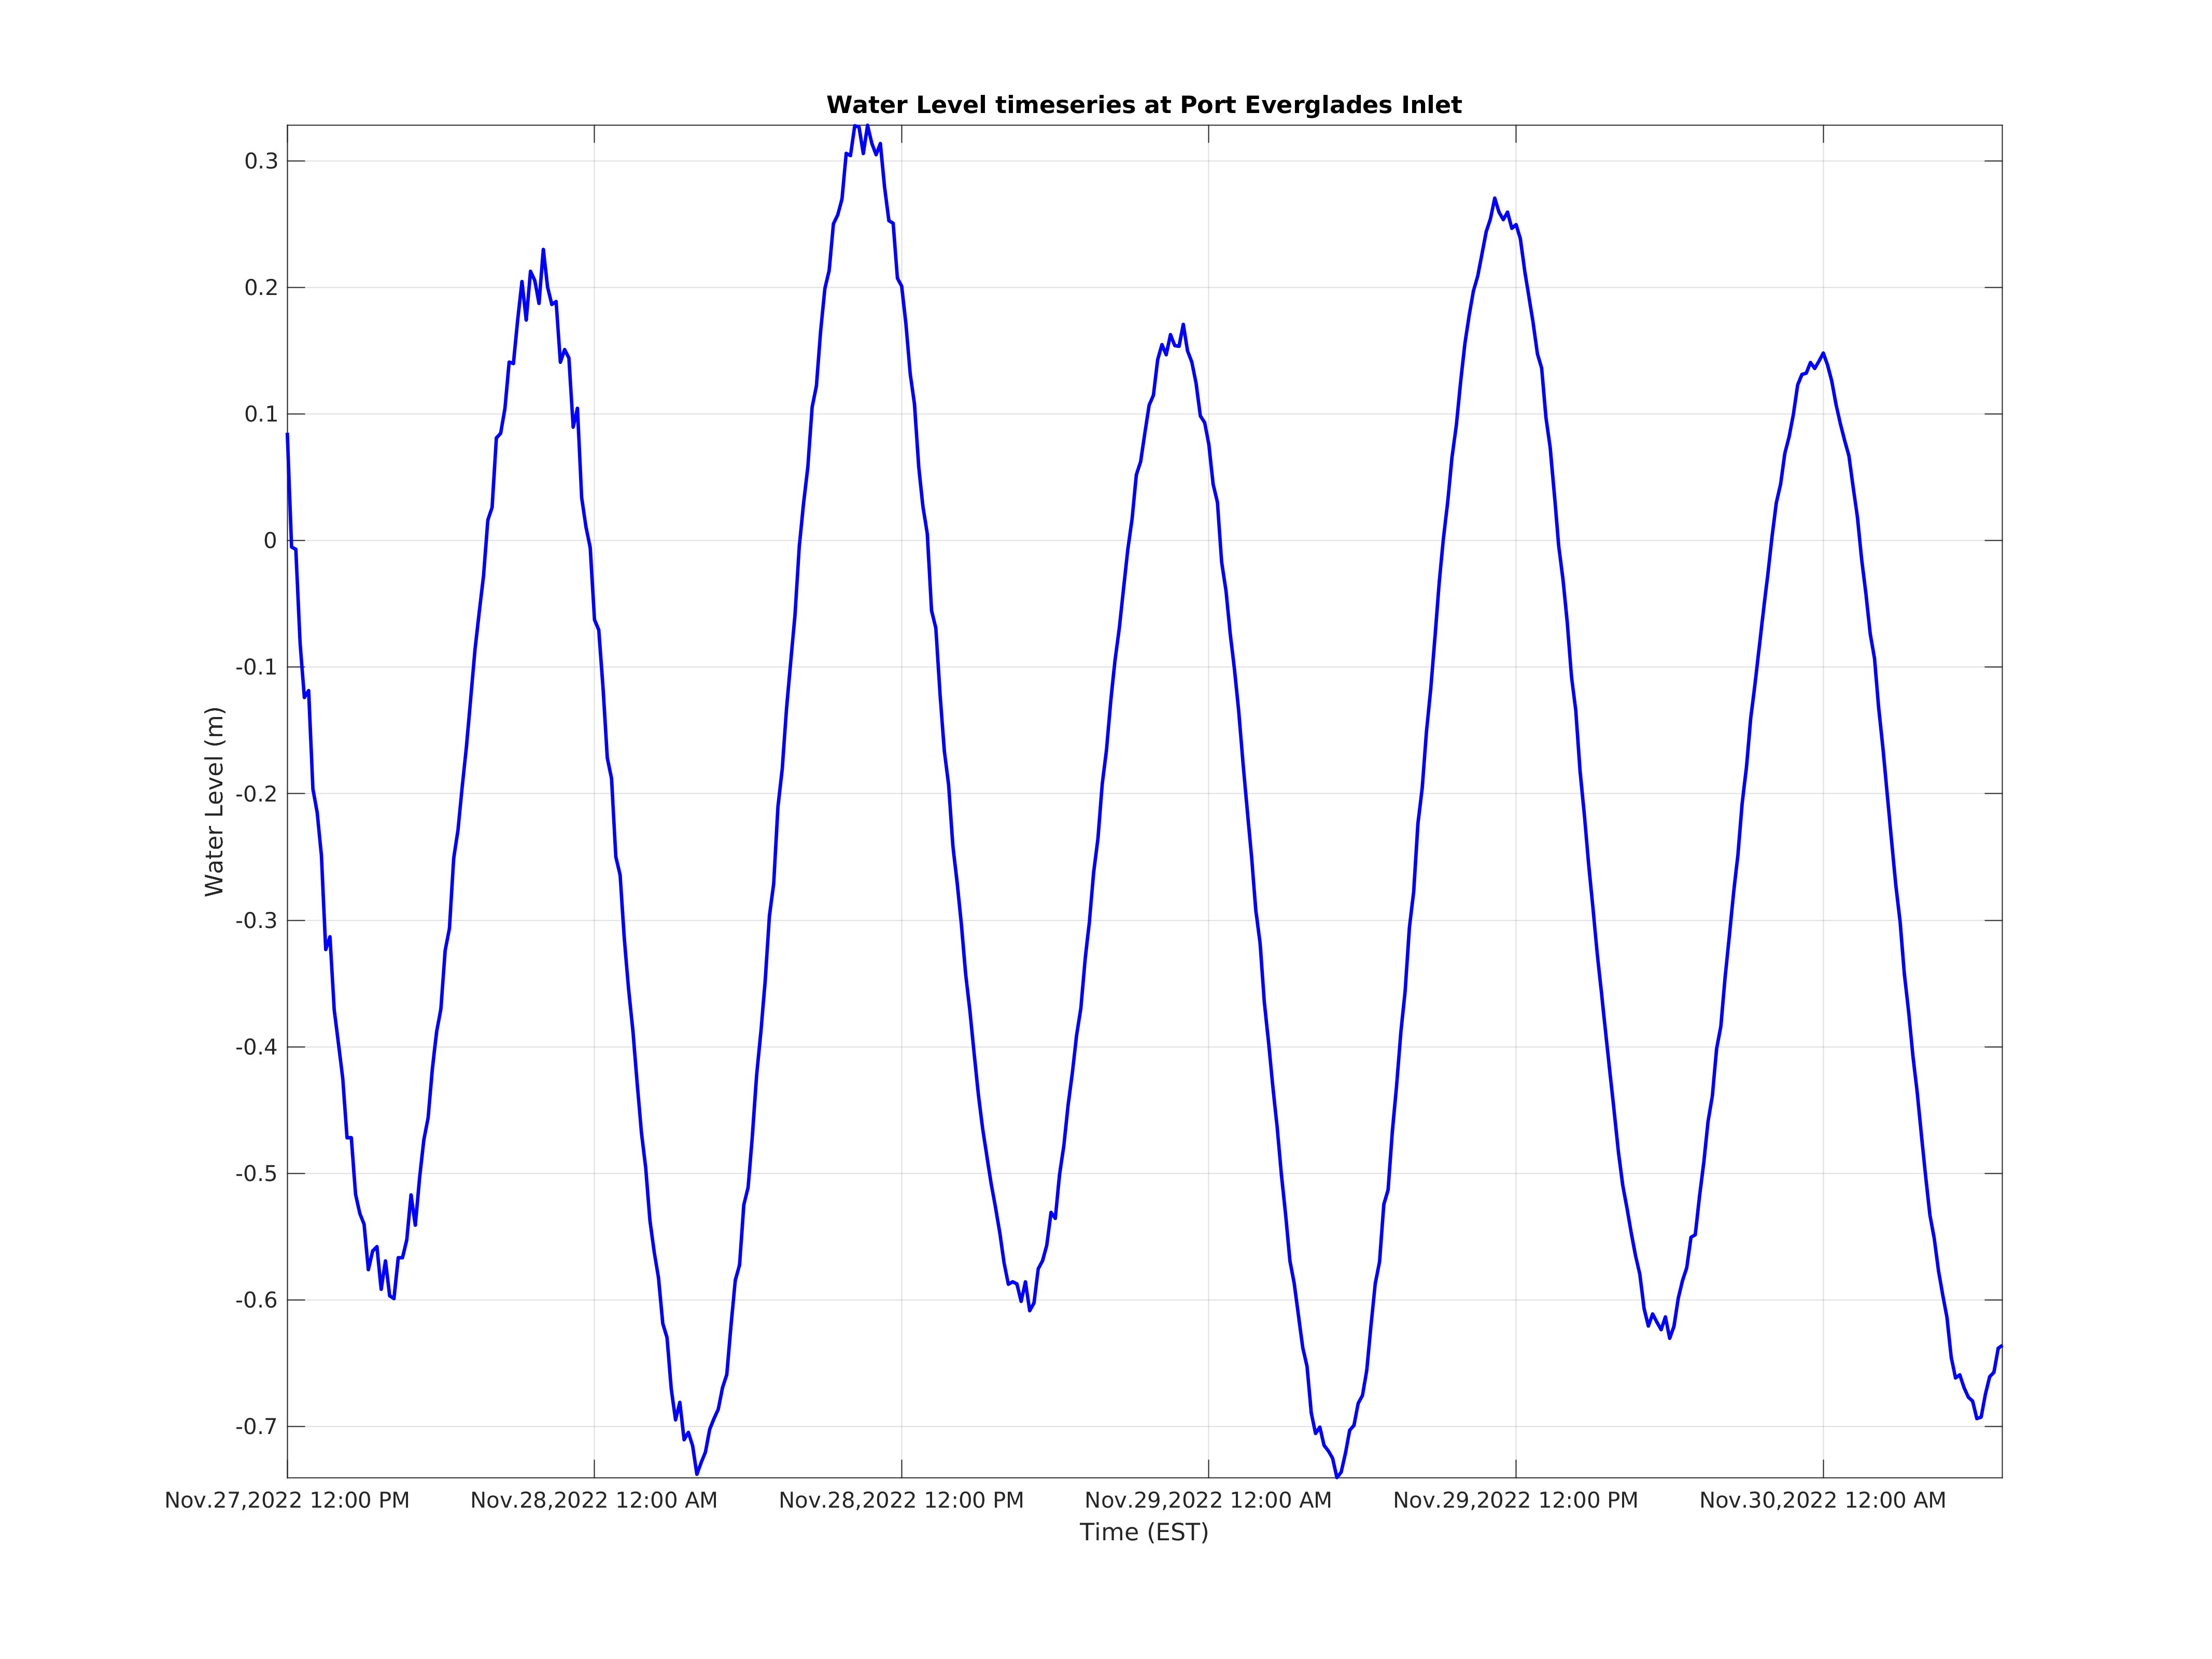 Water Level timeseries at Port Everglades Inlet
0.3
0.2
0.1
0
-0.1
-0.2
-0.3
-0.4
-0.5
-0.6
-0.7
Water Level (m)
Nov.27,2022 12:00 PM
Nov.28,2022 12:00 AM
Nov.28,2022 12:00 PM
Nov.29,2022 12:00 AM
Nov.29,2022 12:00 PM
Nov.30,2022 12:00 AM
Time (EST)